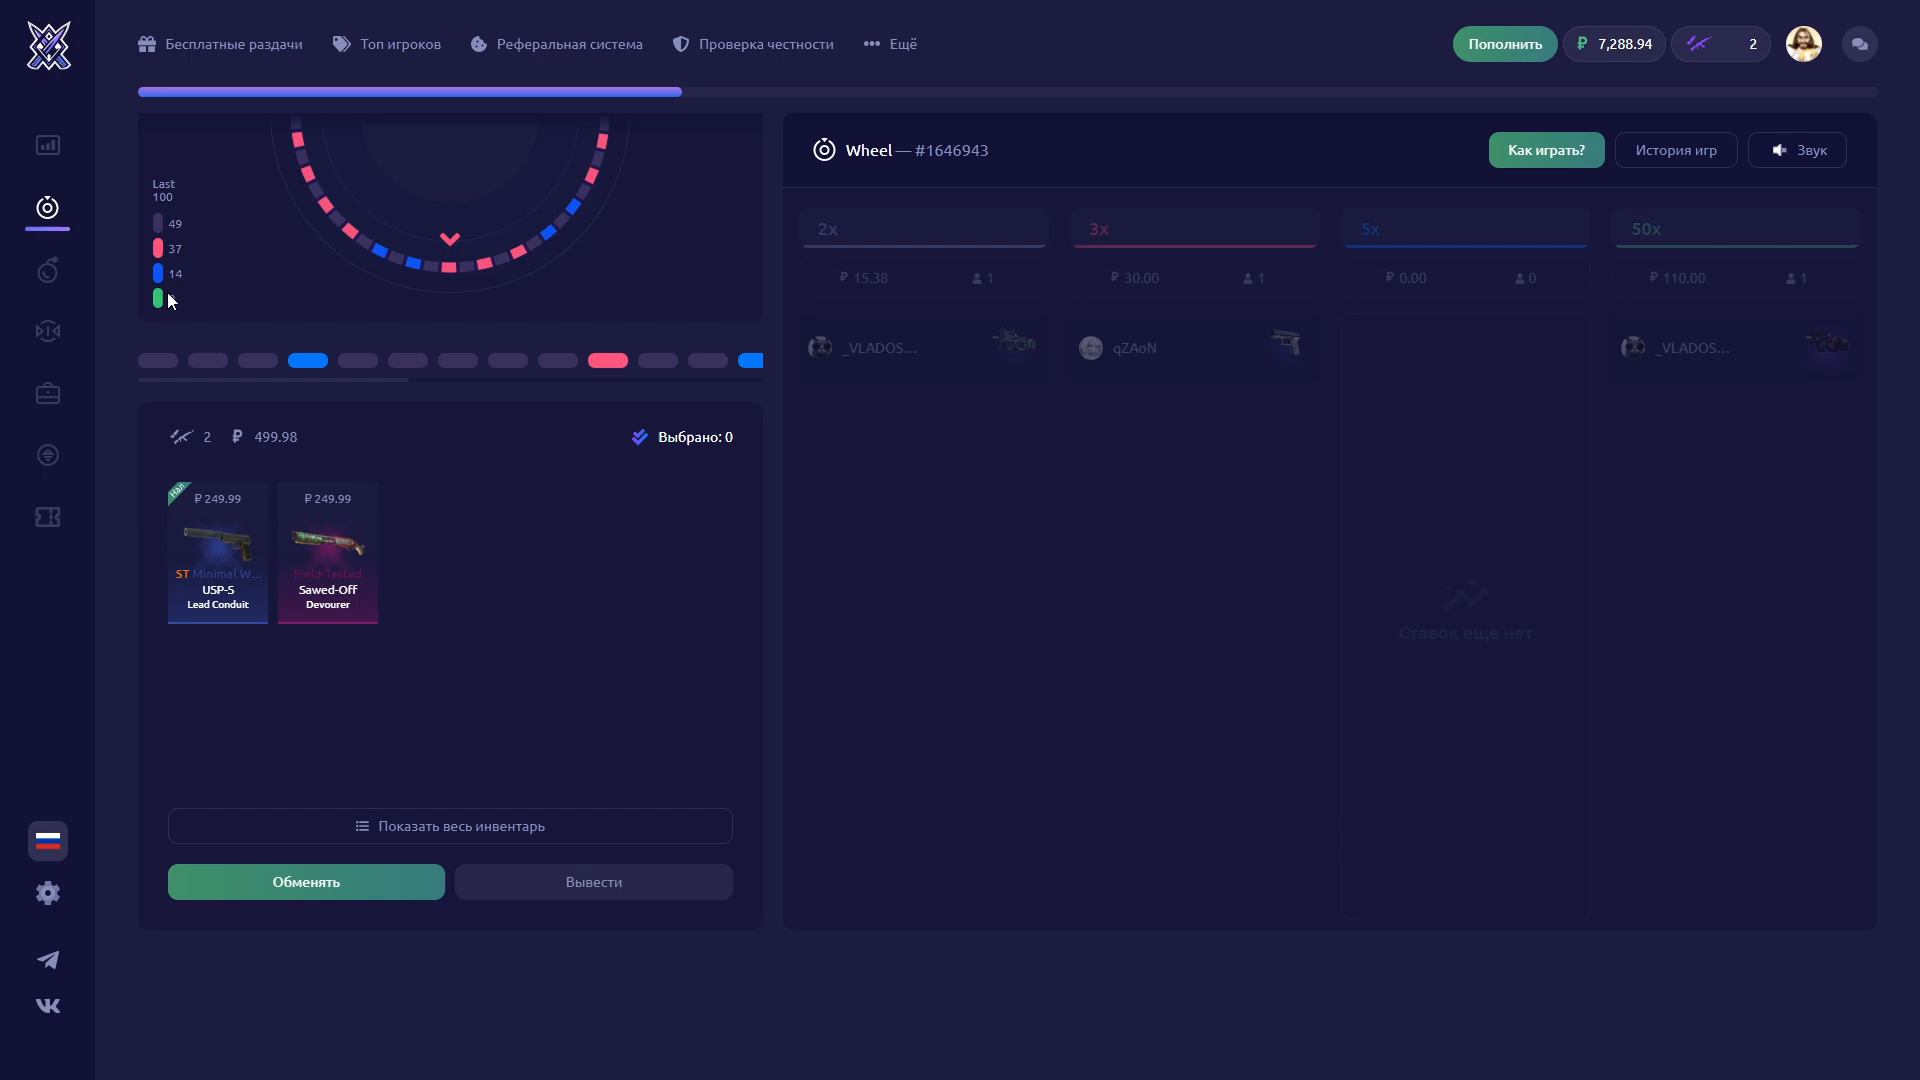 Бесплатные раздачи
Топ игроков
Реферальная система
Проверка честности
Ещё
Пополнить
₽ 7,288.94
2
Last
100
49
37
14
Wheel — #1646943
Как играть?
История игр
Звук
2x
3x
5x
50x
₽ 15.38
1
₽ 30.00
1
₽ 0.00
0
₽ 110.00
1
_VLADOS...
qZAoN
_VLADOS...
Ставок еще нет
2
₽ 499.98
Выбрано: 0
Нал
₽ 249.99
ST Minimal W...
USP-S
Lead Conduit
₽ 249.99
Field-Tested
Sawed-Off
Devourer
Показать весь инвентарь
Обменять
Вывести